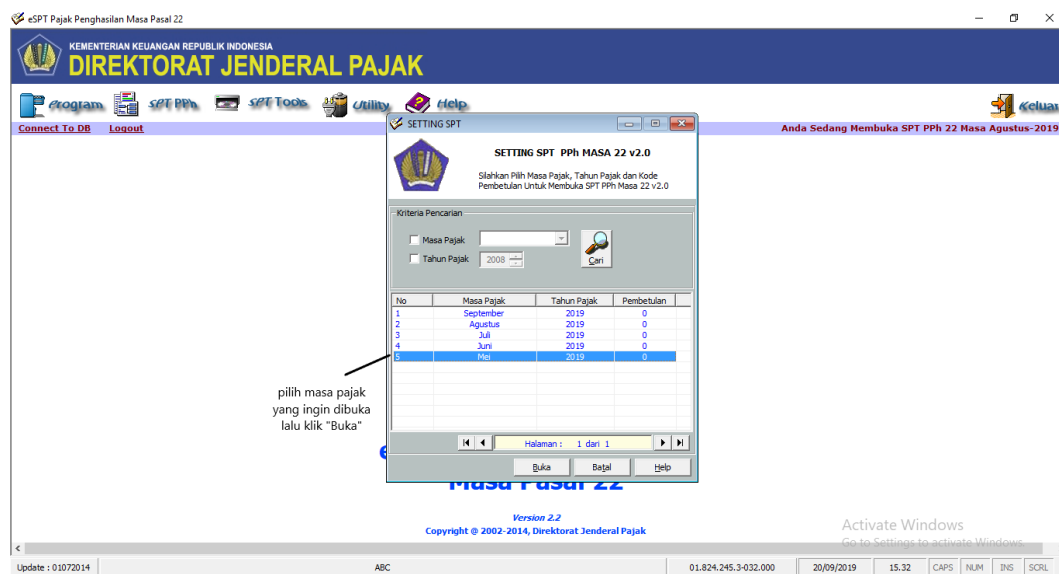 eSPT Pajak Penghasilan Masa Pasal 22
KEMENTERIAN KEUANGAN REPUBLIK INDONESIA
DIREKTORAT JENDERAL PAJAK
Program SPT PPh SPT Tools Utility Help Keluar
Connect To DB Logout Anda Sedang Membuka SPT PPh 22 Masa Agustus-2019
SETTING SPT
SETTING SPT PPh MASA 22 v2.0
Silahkan Pilih Masa Pajak, Tahun Pajak dan Kode
Pembetulan Untuk Membuka SPT PPh Masa 22 v2.0
Kriteria Pencarian
Masa Pajak
Tahun Pajak 2008
Cari
No Masa Pajak Tahun Pajak Pembetulan
1 September 2019 0
2 Agustus 2019 0
3 Juli 2019 0
4 Juni 2019 0
5 Mei 2019 0
pilih masa pajak
yang ingin dibuka
lalu klik "Buka"
Halaman : 1 dari 1
Buka Batal Help
Masa Pasal 22
Version 2.2
Copyright @ 2002-2014, Direktorat Jenderal Pajak
Activate Windows
Go to Settings to activate Windows.
Update : 01072014 ABC 01.824.245.3-032.000 20/09/2019 15.32 CAPS NUM INS SCRL